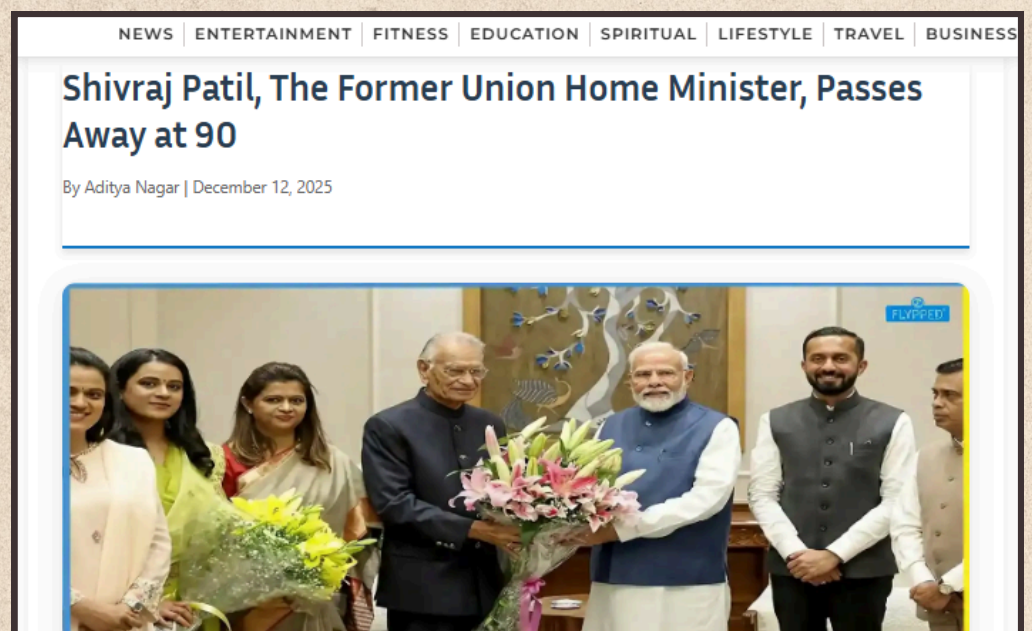 NEWS ENTERTAINMENT FITNESS EDUCATION SPIRITUAL LIFESTYLE TRAVEL BUSINESS
Shivraj Patil, The Former Union Home Minister, Passes
Away at 90
By Aditya Nagar | December 12, 2025
FLYPPED